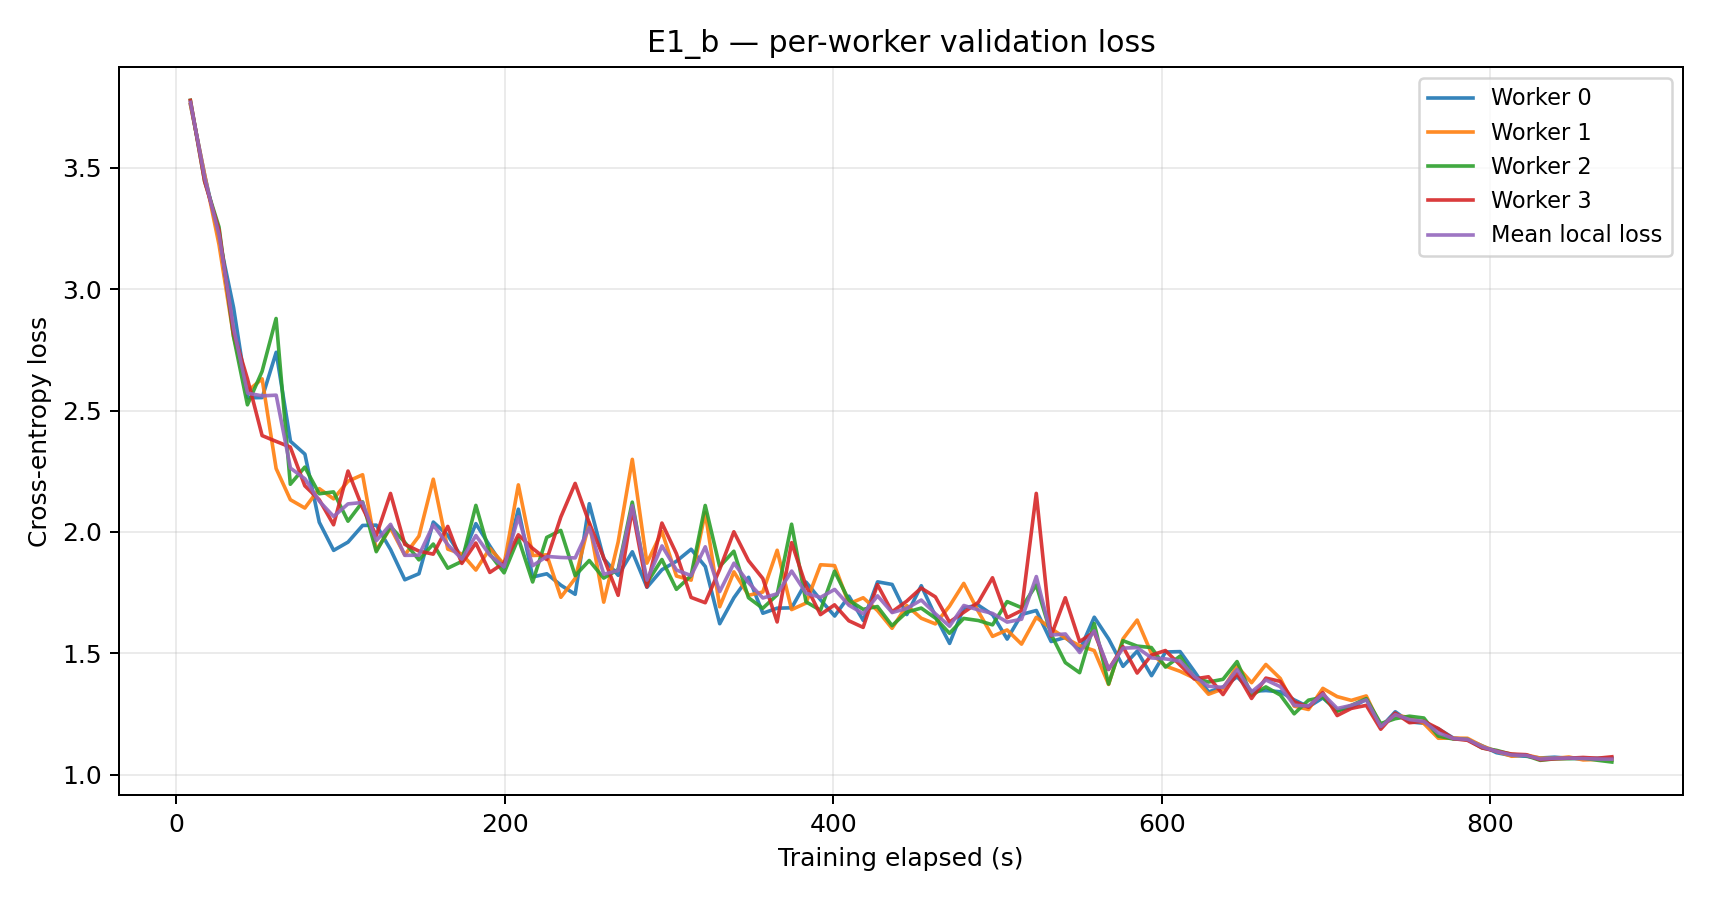 E1_b — per-worker validation loss
Worker 0
Worker 1
Worker 2
Worker 3
Mean local loss
Cross-entropy loss
3.5
3.0
2.5
2.0
1.5
1.0
0
200
400
600
800
Training elapsed (s)